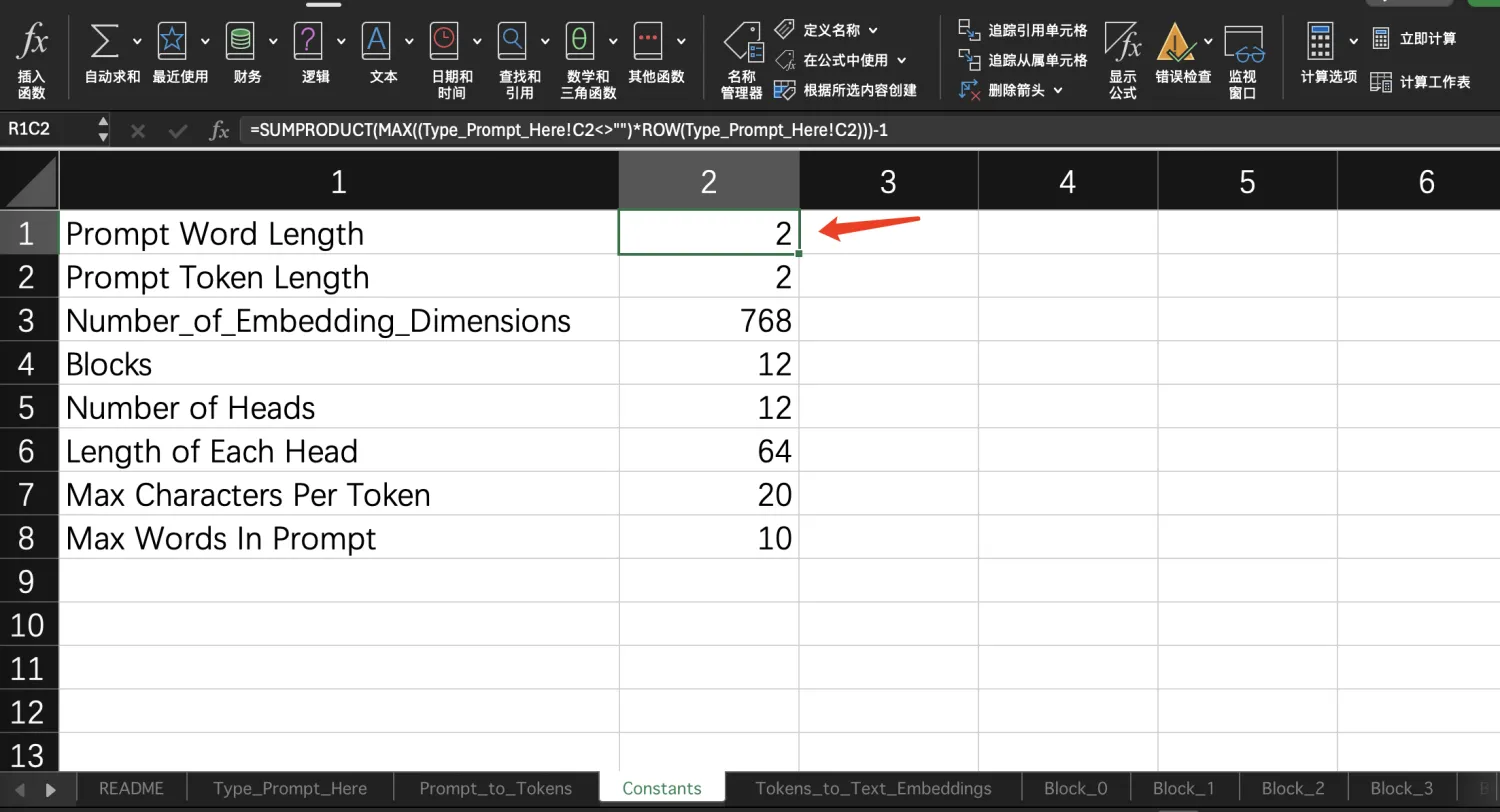 fx
插入
函数
自动求和
最近使用
财务
?
逻辑
A
文本
日期和
时间
查找和
引用
θ
数学和
三角函数
其他函数
名称
管理器
定义名称
在公式中使用
根据所选内容创建
追踪引用单元格
追踪从属单元格
删除箭头
fx
显示
公式
错误检查
监视
窗口
计算选项
立即计算
计算工作表
R1C2 fx =SUMPRODUCT(MAX((Type_Prompt_Here!C2<>"")*ROW(Type_Prompt_Here!C2)))-1
1 2 3 4 5 6
1 Prompt Word Length 2
2 Prompt Token Length 2
3 Number_of_Embedding_Dimensions 768
4 Blocks 12
5 Number of Heads 12
6 Length of Each Head 64
7 Max Characters Per Token 20
8 Max Words In Prompt 10
9
10
11
12
13
README Type_Prompt_Here Prompt_to_Tokens Constants Tokens_to_Text_Embeddings Block_0 Block_1 Block_2 Block_3